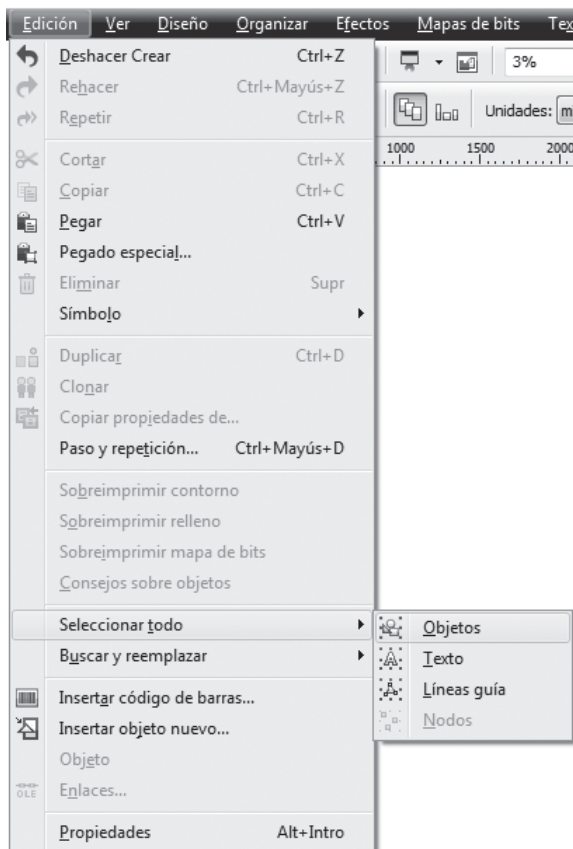 Edición Ver Diseño Organizar Efectos Mapas de bits
Deshacer Crear Ctrl+Z
3%
Rehacer Ctrl+Mayús+Z
Repetir Ctrl+R
Unidades:
1000 1500 2000
Cortar Ctrl+X
Copiar Ctrl+C
Pegar Ctrl+V
Pegado especial...
Eliminar Supr
Símbolo
Duplicar Ctrl+D
Clonar
Copiar propiedades de...
Paso y repetición... Ctrl+Mayús+D
Sobreimprimir contorno
Sobreimprimir relleno
Sobreimprimir mapa de bits
Consejos sobre objetos
Seleccionar todo
Objetos
Buscar y reemplazar
Texto
Líneas guía
Nodos
Insertar código de barras...
Insertar objeto nuevo...
Objeto
OLE Enlaces...
Propiedades Alt+Intro